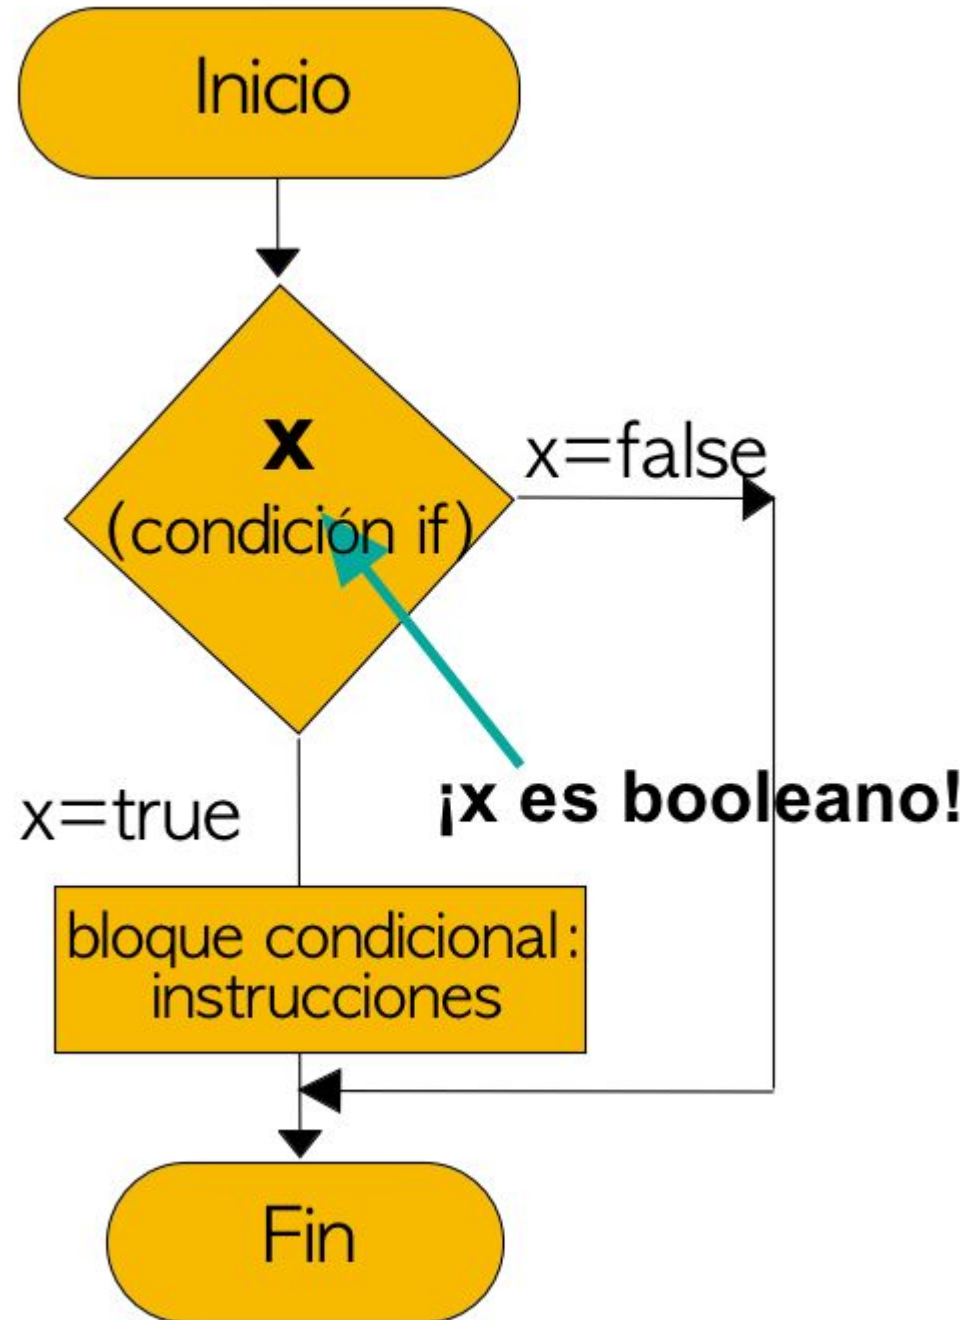 Inicio
x
(condición if)
x=false
x=true
¡x es booleano!
bloque condicional:
instrucciones
Fin